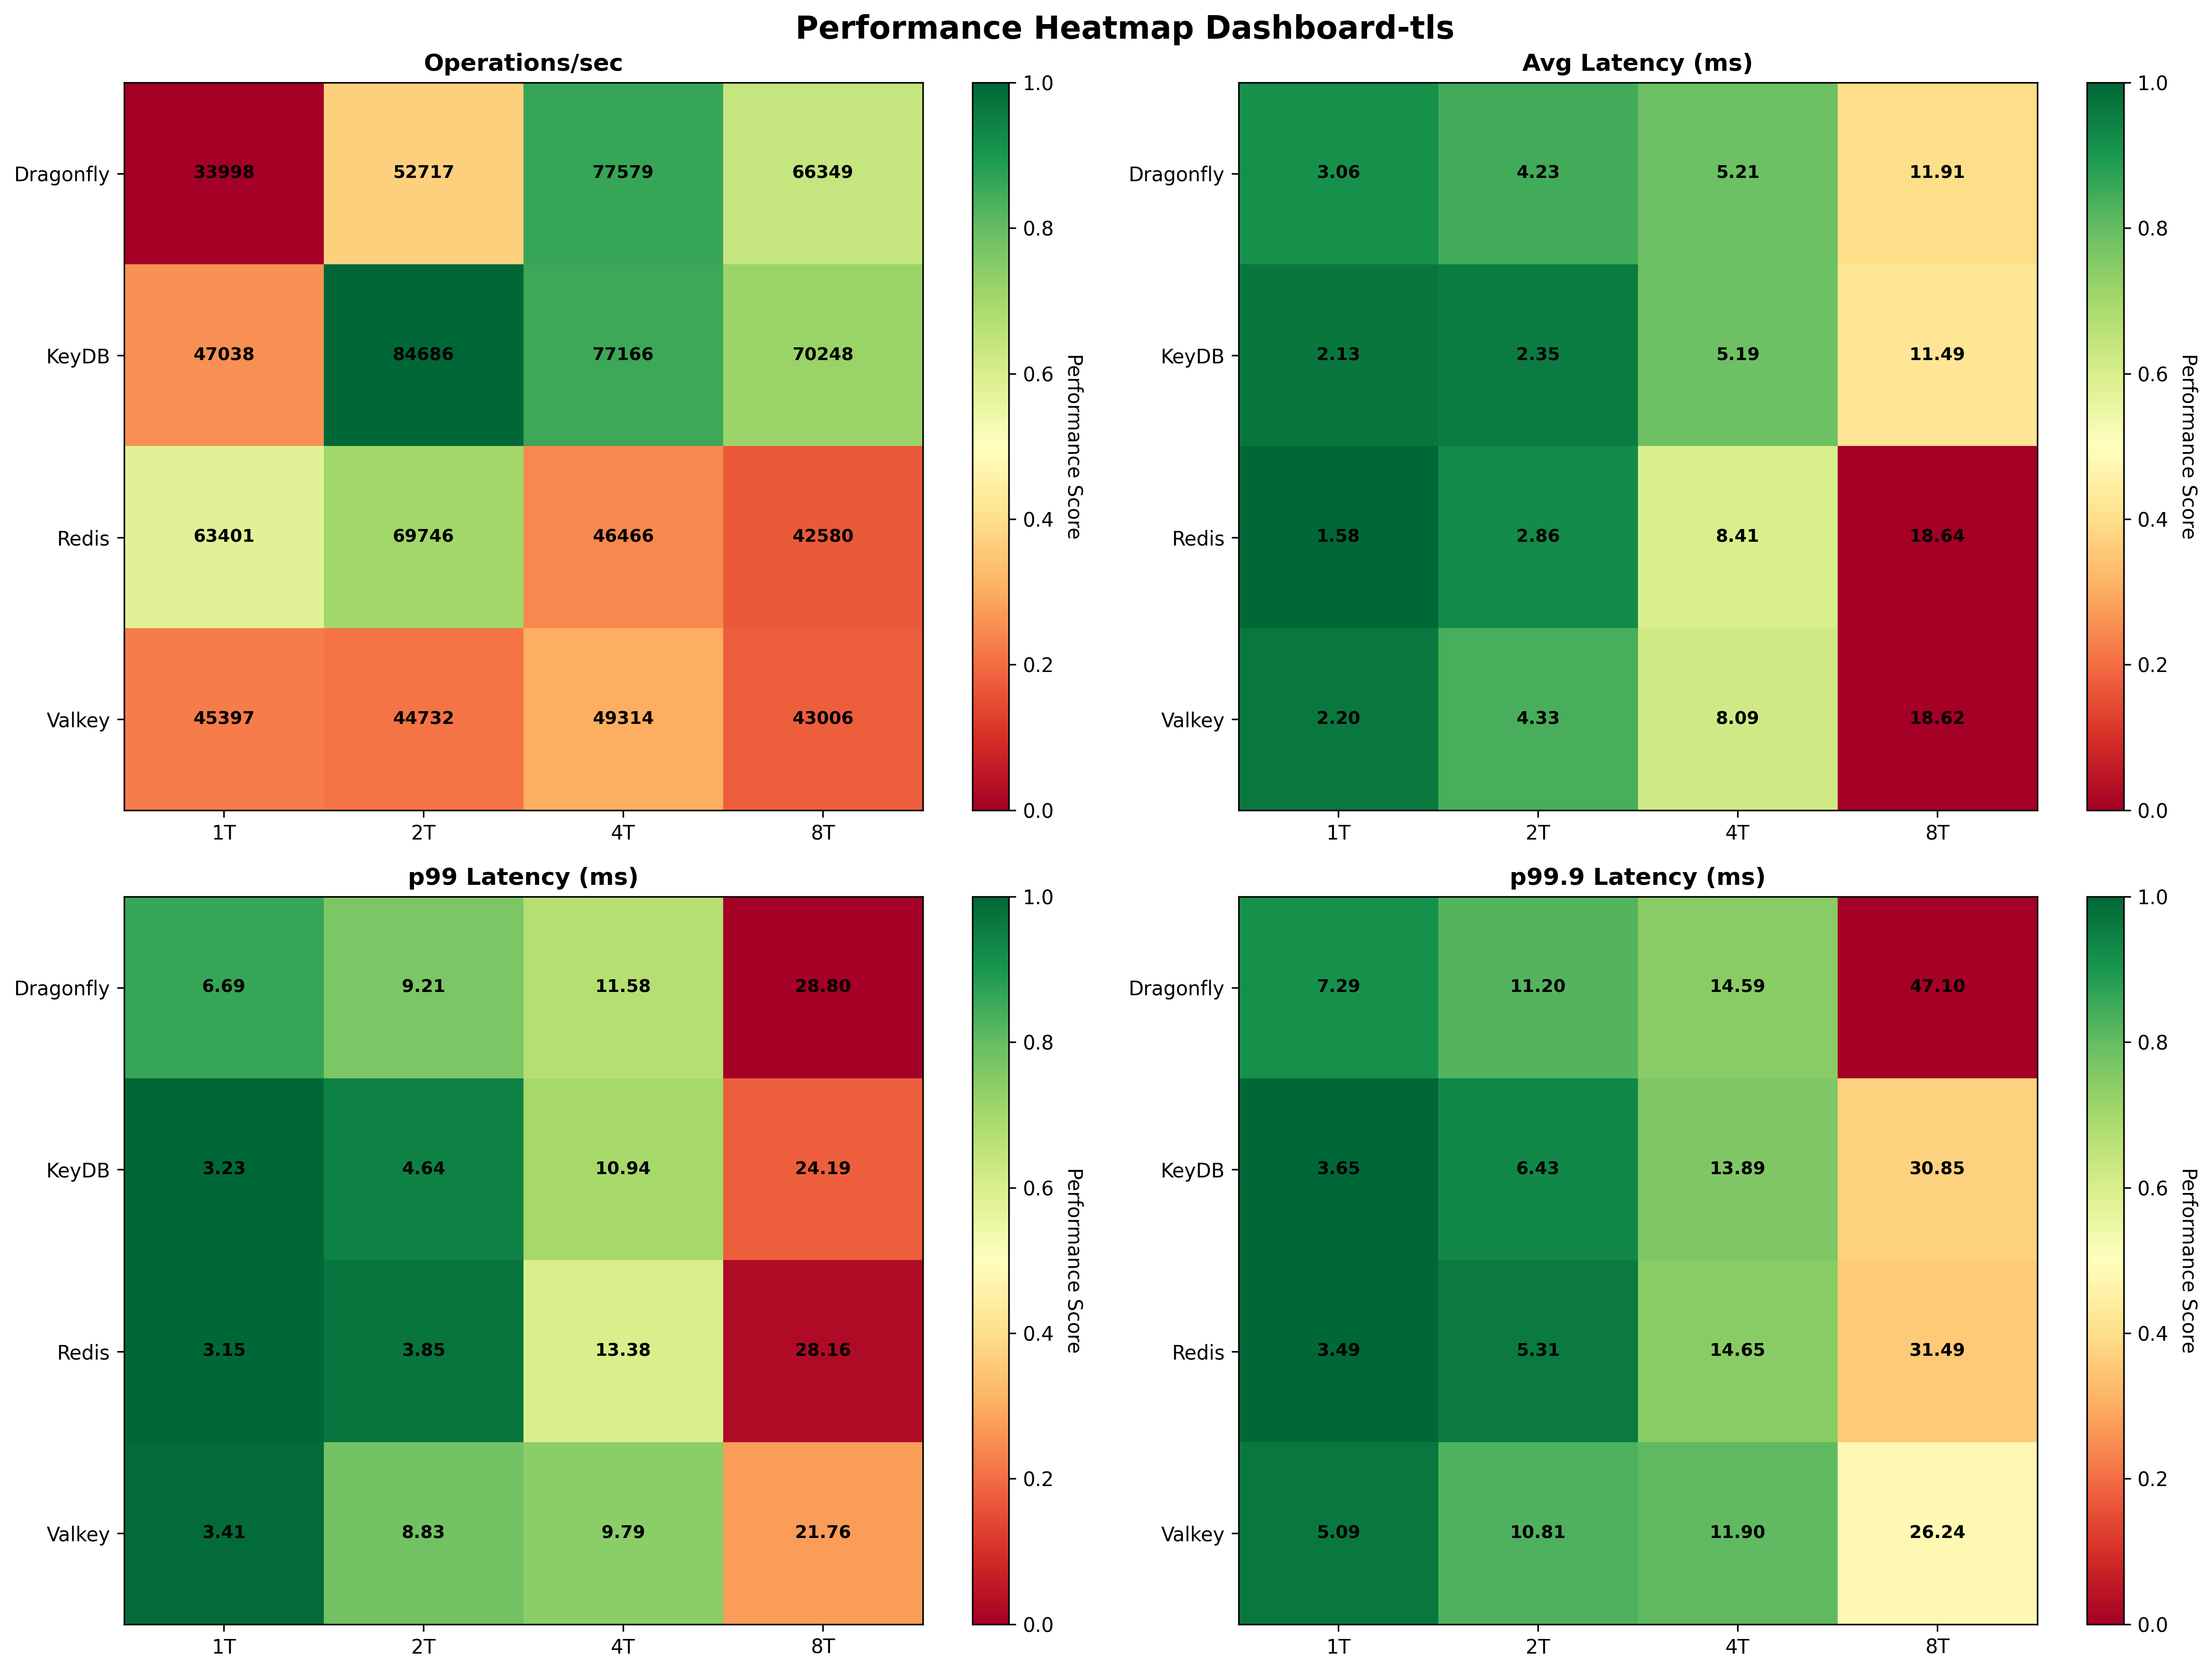 Performance Heatmap Dashboard-tls
Operations/sec
Dragonfly 33998 52717 77579 66349
KeyDB 47038 84686 77166 70248
Redis 63401 69746 46466 42580
Valkey 45397 44732 49314 43006
1T 2T 4T 8T
1.0
0.8
0.6
0.4
0.2
0.0
Performance Score
Avg Latency (ms)
Dragonfly 3.06 4.23 5.21 11.91
KeyDB 2.13 2.35 5.19 11.49
Redis 1.58 2.86 8.41 18.64
Valkey 2.20 4.33 8.09 18.62
1T 2T 4T 8T
1.0
0.8
0.6
0.4
0.2
0.0
Performance Score
p99 Latency (ms)
Dragonfly 6.69 9.21 11.58 28.80
KeyDB 3.23 4.64 10.94 24.19
Redis 3.15 3.85 13.38 28.16
Valkey 3.41 8.83 9.79 21.76
1T 2T 4T 8T
1.0
0.8
0.6
0.4
0.2
0.0
Performance Score
p99.9 Latency (ms)
Dragonfly 7.29 11.20 14.59 47.10
KeyDB 3.65 6.43 13.89 30.85
Redis 3.49 5.31 14.65 31.49
Valkey 5.09 10.81 11.90 26.24
1T 2T 4T 8T
1.0
0.8
0.6
0.4
0.2
0.0
Performance Score